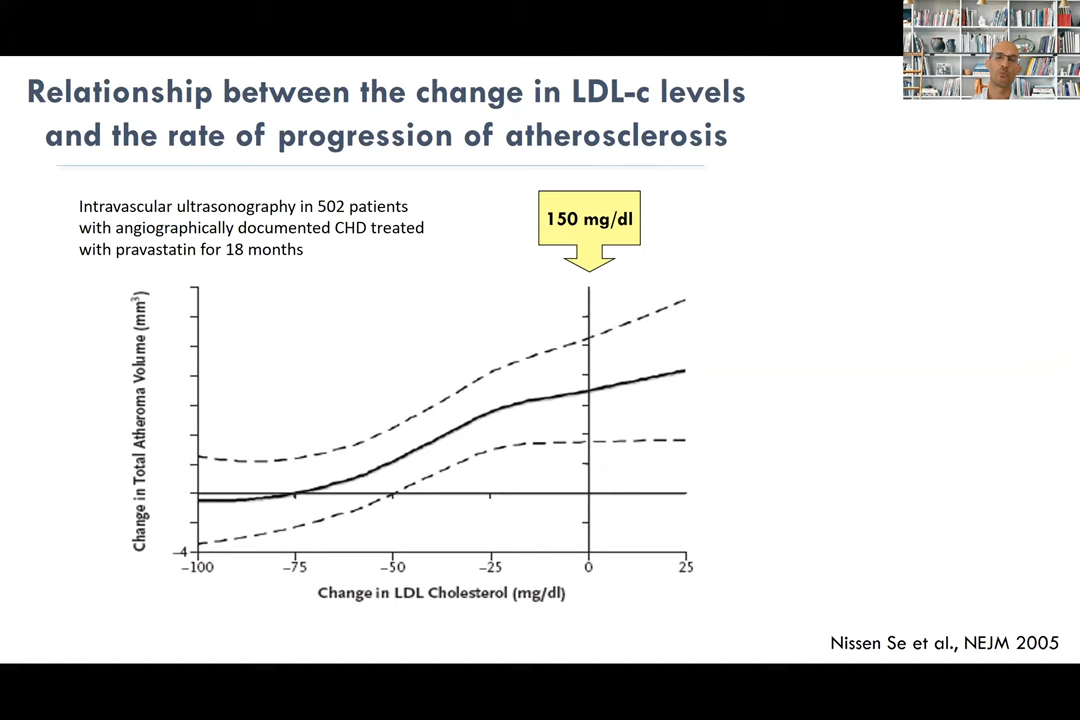 Relationship between the change in LDL-c levels
and the rate of progression of atherosclerosis
Intravascular ultrasonography in 502 patients
with angiographically documented CHD treated
with pravastatin for 18 months
150 mg/dl
Change in Total Atheroma Volume (mm³)
–4
–100 –75 –50 –25 0 25
Change in LDL Cholesterol (mg/dl)
Nissen Se et al., NEJM 2005